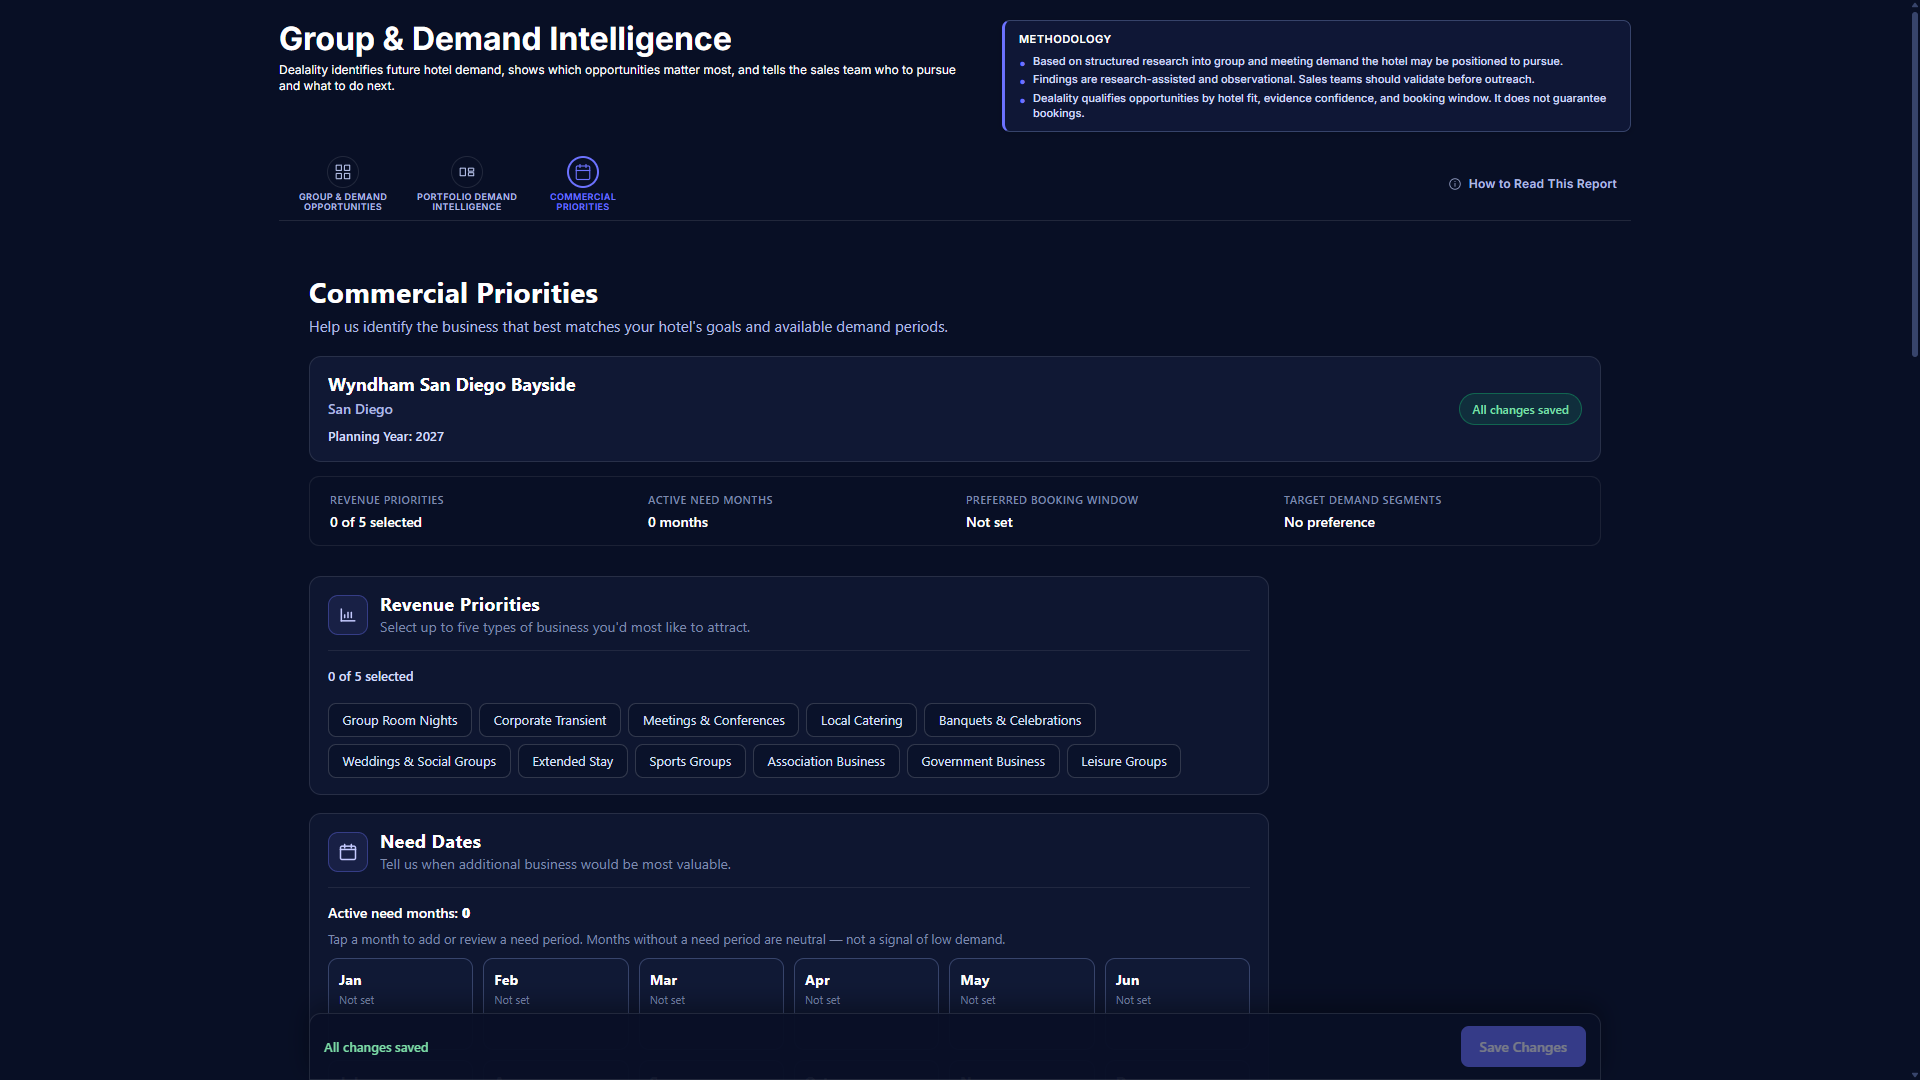 Group & Demand Intelligence
Dealality identifies future hotel demand, shows which opportunities matter most, and tells the sales team who to pursue
and what to do next.
METHODOLOGY
Based on structured research into group and meeting demand the hotel may be positioned to pursue.
Findings are research-assisted and observational. Sales teams should validate before outreach.
Dealality qualifies opportunities by hotel fit, evidence confidence, and booking window. It does not guarantee
bookings.
GROUP & DEMAND
OPPORTUNITIES
PORTFOLIO DEMAND
INTELLIGENCE
COMMERCIAL
PRIORITIES
How to Read This Report
Commercial Priorities
Help us identify the business that best matches your hotel's goals and available demand periods.
Wyndham San Diego Bayside
San Diego
Planning Year: 2027
All changes saved
REVENUE PRIORITIES
0 of 5 selected
ACTIVE NEED MONTHS
0 months
PREFERRED BOOKING WINDOW
Not set
TARGET DEMAND SEGMENTS
No preference
Revenue Priorities
Select up to five types of business you'd most like to attract.
0 of 5 selected
Group Room Nights
Corporate Transient
Meetings & Conferences
Local Catering
Banquets & Celebrations
Weddings & Social Groups
Extended Stay
Sports Groups
Association Business
Government Business
Leisure Groups
Need Dates
Tell us when additional business would be most valuable.
Active need months: 0
Tap a month to add or review a need period. Months without a need period are neutral — not a signal of low demand.
Jan
Not set
Feb
Not set
Mar
Not set
Apr
Not set
May
Not set
Jun
Not set
All changes saved
Save Changes